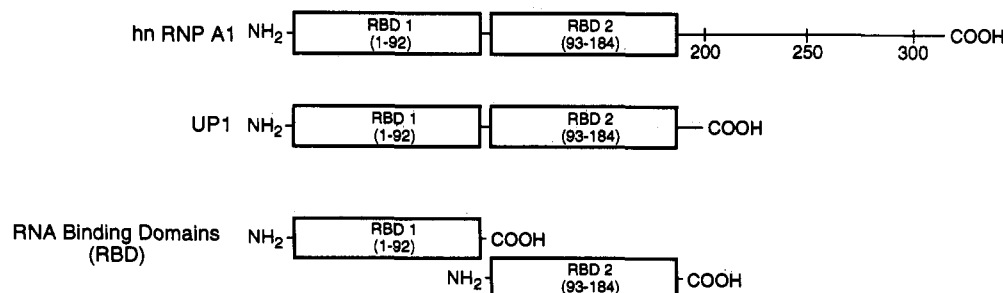 hn RNP A1 NH2 RBD 1 RBD 2 COOH
(1-92) (93-184) 200 250 300
UP1 NH2 RBD 1 RBD 2 COOH
(1-92) (93-184)
RNA Binding Domains NH2 RBD 1 COOH
(RBD) (1-92)
NH2 RBD 2 COOH
(93-184)